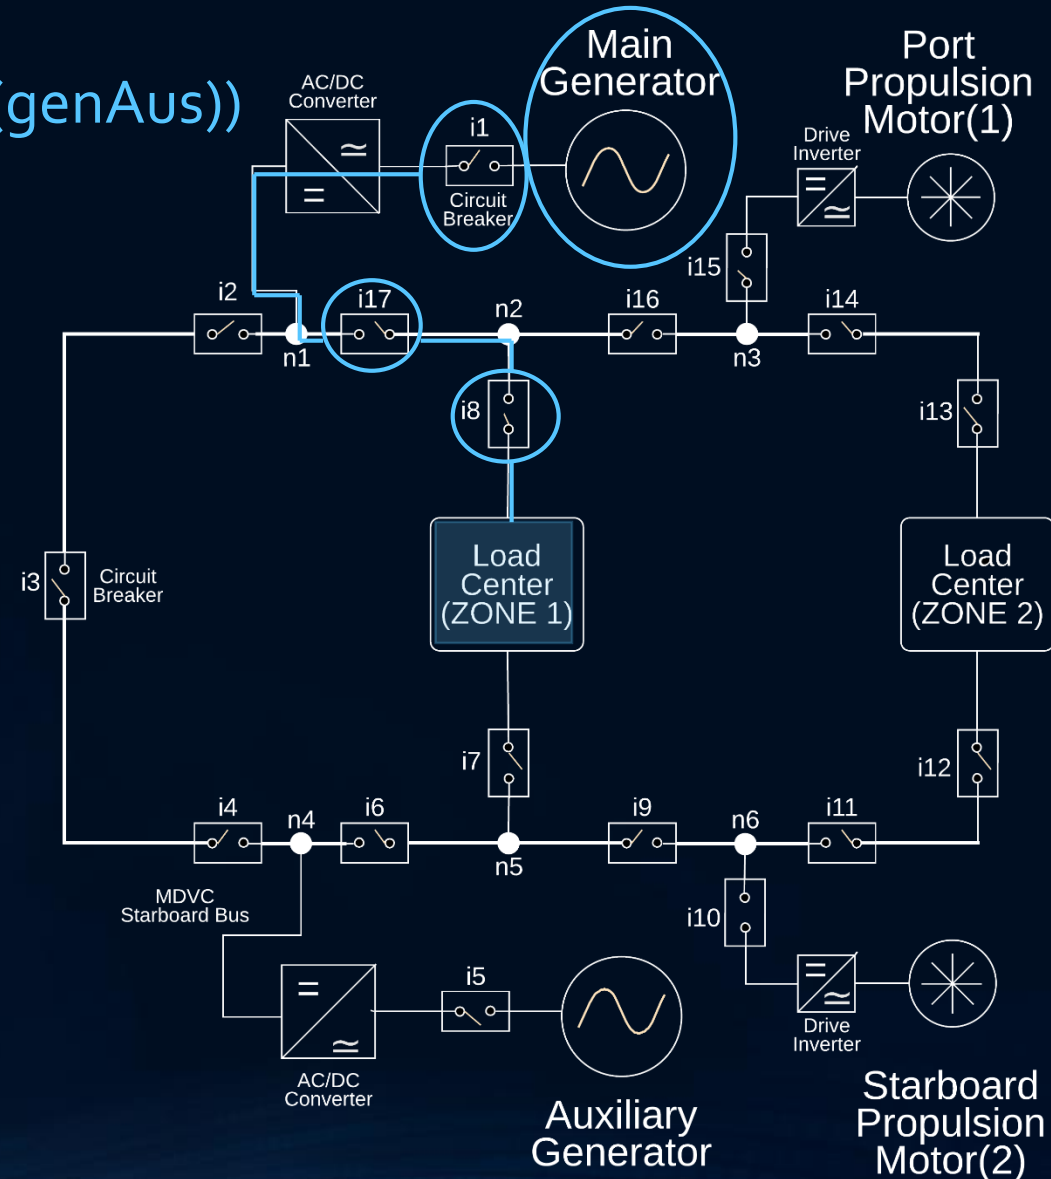 (genAus))
Main
Generator
Port
Propulsion
Motor(1)
AC/DC
Converter
i1
Circuit
Breaker
Drive
Inverter
i15
i2
i17
n2
i16
i14
n1
n3
i8
i13
Load
Center
(ZONE 1)
Load
Center
(ZONE 2)
i3
Circuit
Breaker
i7
i12
i4
n4
i6
i9
n6
i11
n5
MDVC
Starboard Bus
i10
i5
AC/DC
Converter
Drive
Inverter
Auxiliary
Generator
Starboard
Propulsion
Motor(2)